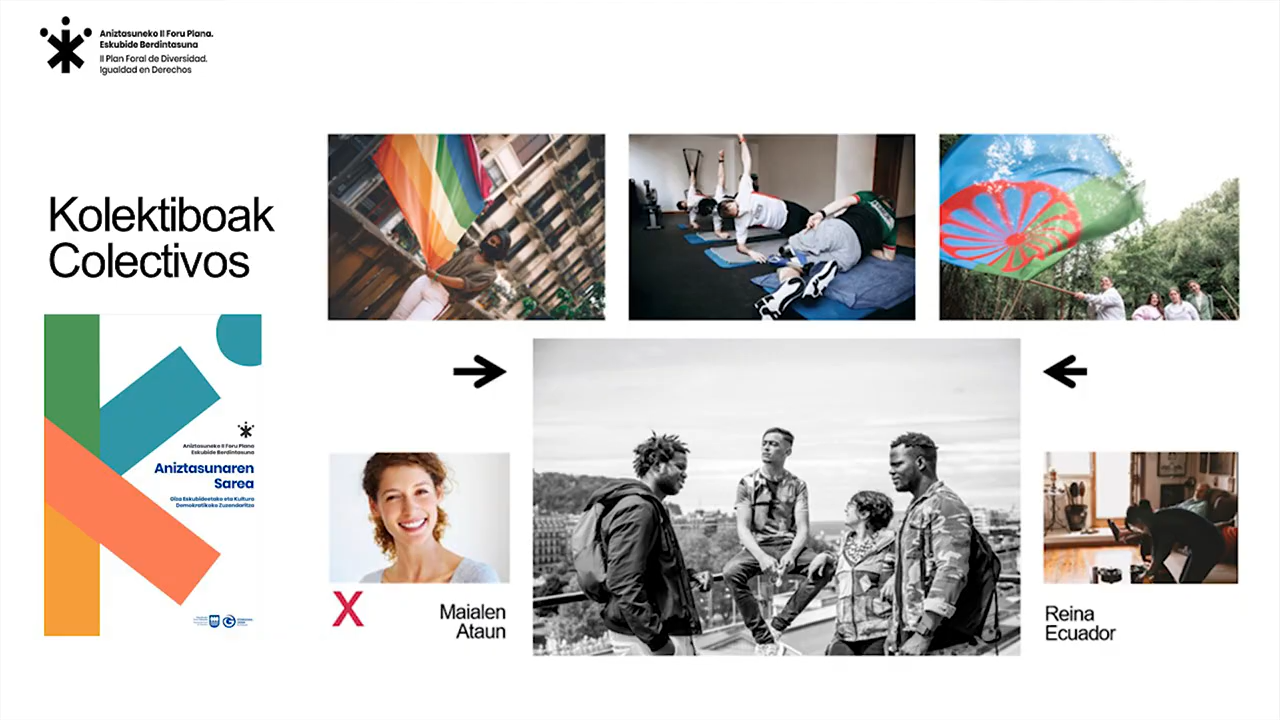 Aniztasuneko II Foru Plana.
Eskubide Berdintasuna
II Plan Foral de Diversidad.
Igualdad en Derechos
Kolektiboak
Colectivos
Aniztasuneko II Foru Plana
Eskubide Berdintasuna
Aniztasunaren
Sarea
Giza Eskubideetako eta Kultura
Demokratikoko Zuzendaritza
X
Maialen
Ataun
Reina
Ecuador